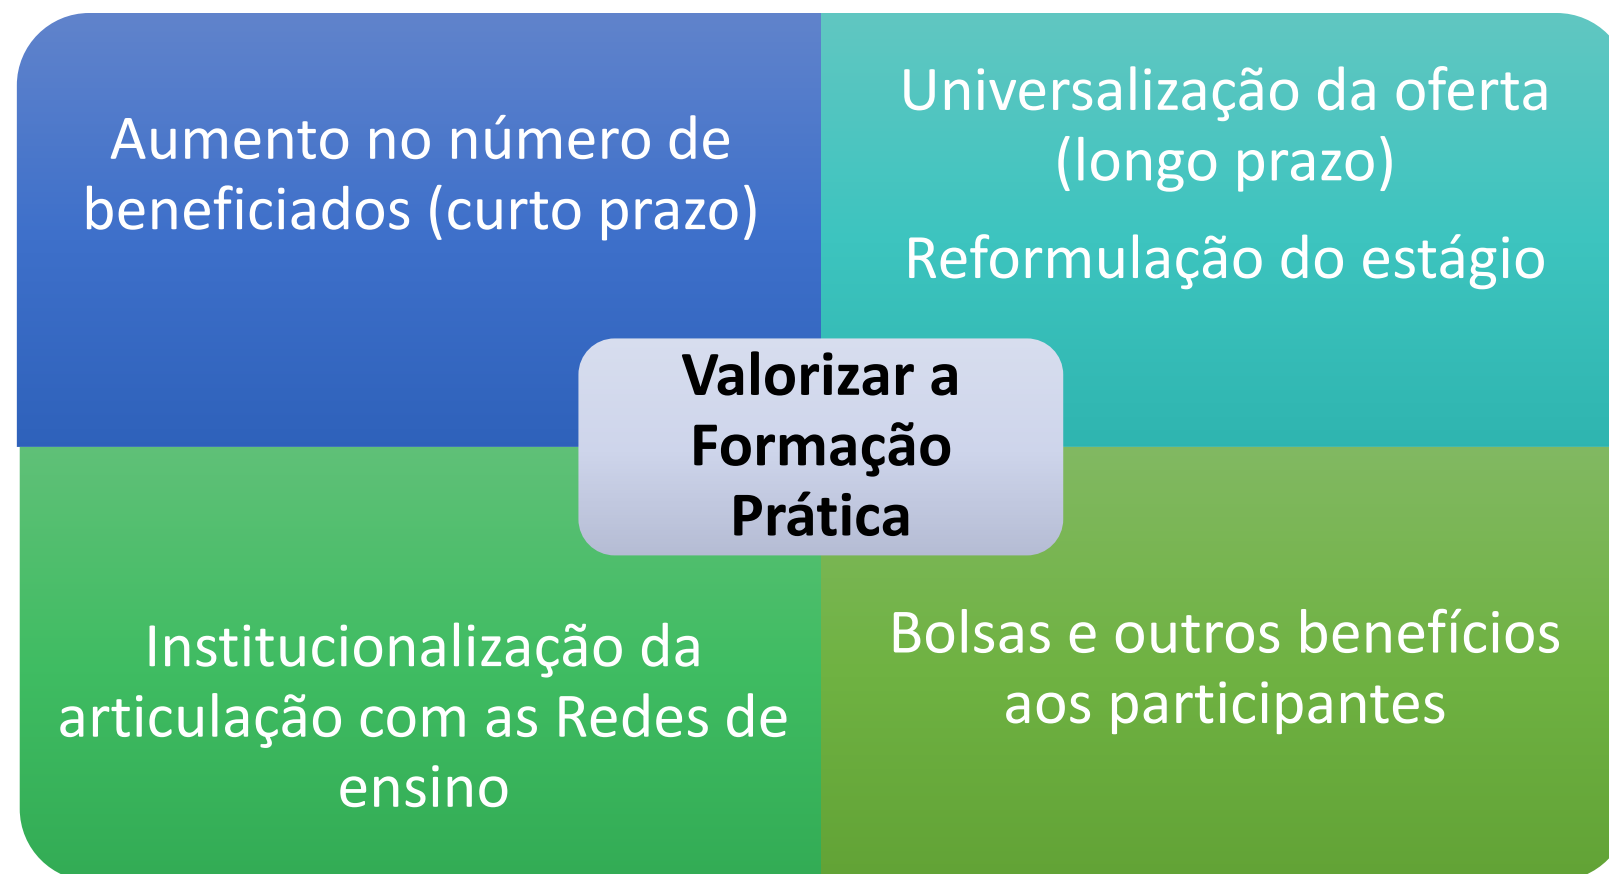 Aumento no número de
beneficiados (curto prazo)
Universalização da oferta
(longo prazo)
Reformulação do estágio
Valorizar a
Formação
Prática
Institucionalização da
articulação com as Redes de
ensino
Bolsas e outros benefícios
aos participantes